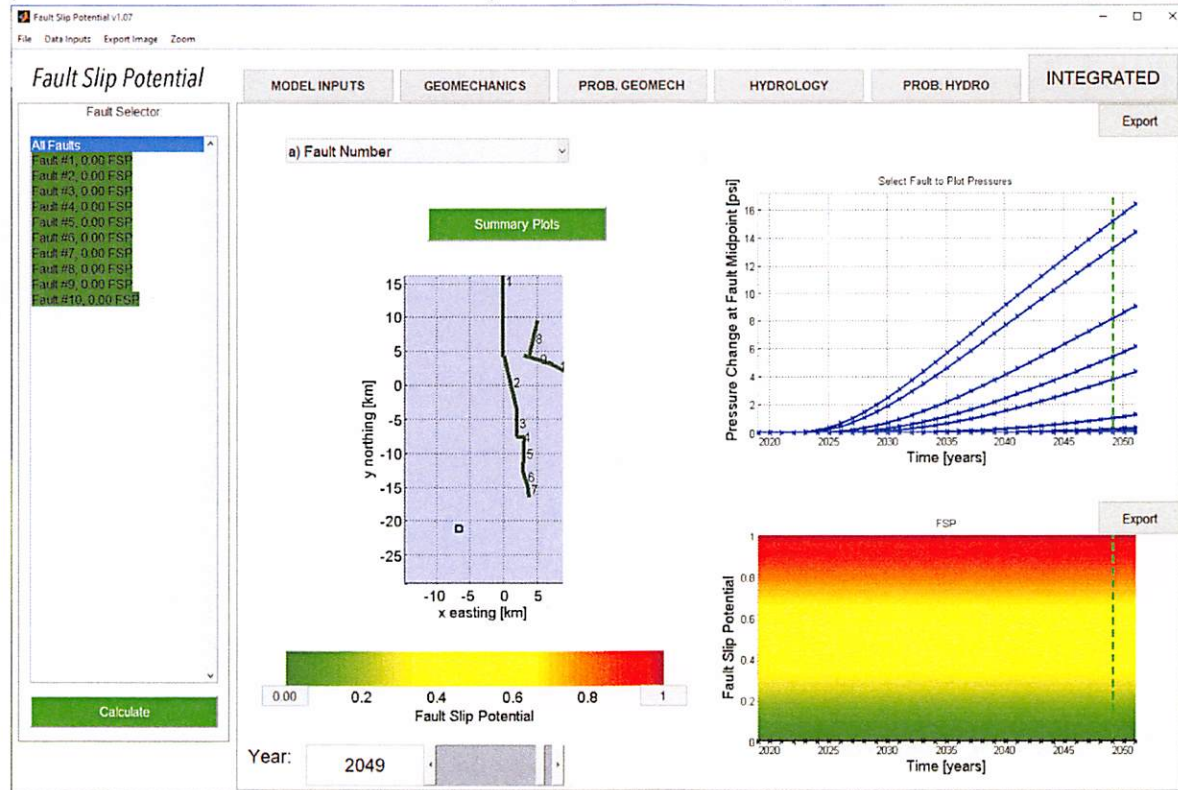 Fault Slip Potential v1.07
File Data Inputs Export Image Zoom
Fault Slip Potential
MODEL INPUTS
GEOMECHANICS
PROB. GEOMECH
HYDROLOGY
PROB. HYDRO
INTEGRATED
Fault Selector
All Faults
Fault #1, 0.00 FSP
Fault #2, 0.00 FSP
Fault #3, 0.00 FSP
Fault #4, 0.00 FSP
Fault #5, 0.00 FSP
Fault #6, 0.00 FSP
Fault #7, 0.00 FSP
Fault #8, 0.00 FSP
Fault #9, 0.00 FSP
Fault #10, 0.00 FSP
Calculate
a) Fault Number
Summary Plots
15
10
5
0
-5
-10
-15
-20
-25
y northing [km]
1
2
3
4
5
6
7
8
9
-10 -5 0 5
x easting [km]
0.00 0.2 0.4 0.6 0.8 1
Fault Slip Potential
Year:
2049
Export
Select Fault to Plot Pressures
Pressure Change at Fault Midpoint [psi]
16
14
12
10
8
6
4
2
0
2020 2025 2030 2035 2040 2045 2050
Time [years]
Export
FSP
Fault Slip Potential
1
0.8
0.6
0.4
0.2
0
2020 2025 2030 2035 2040 2045 2050
Time [years]